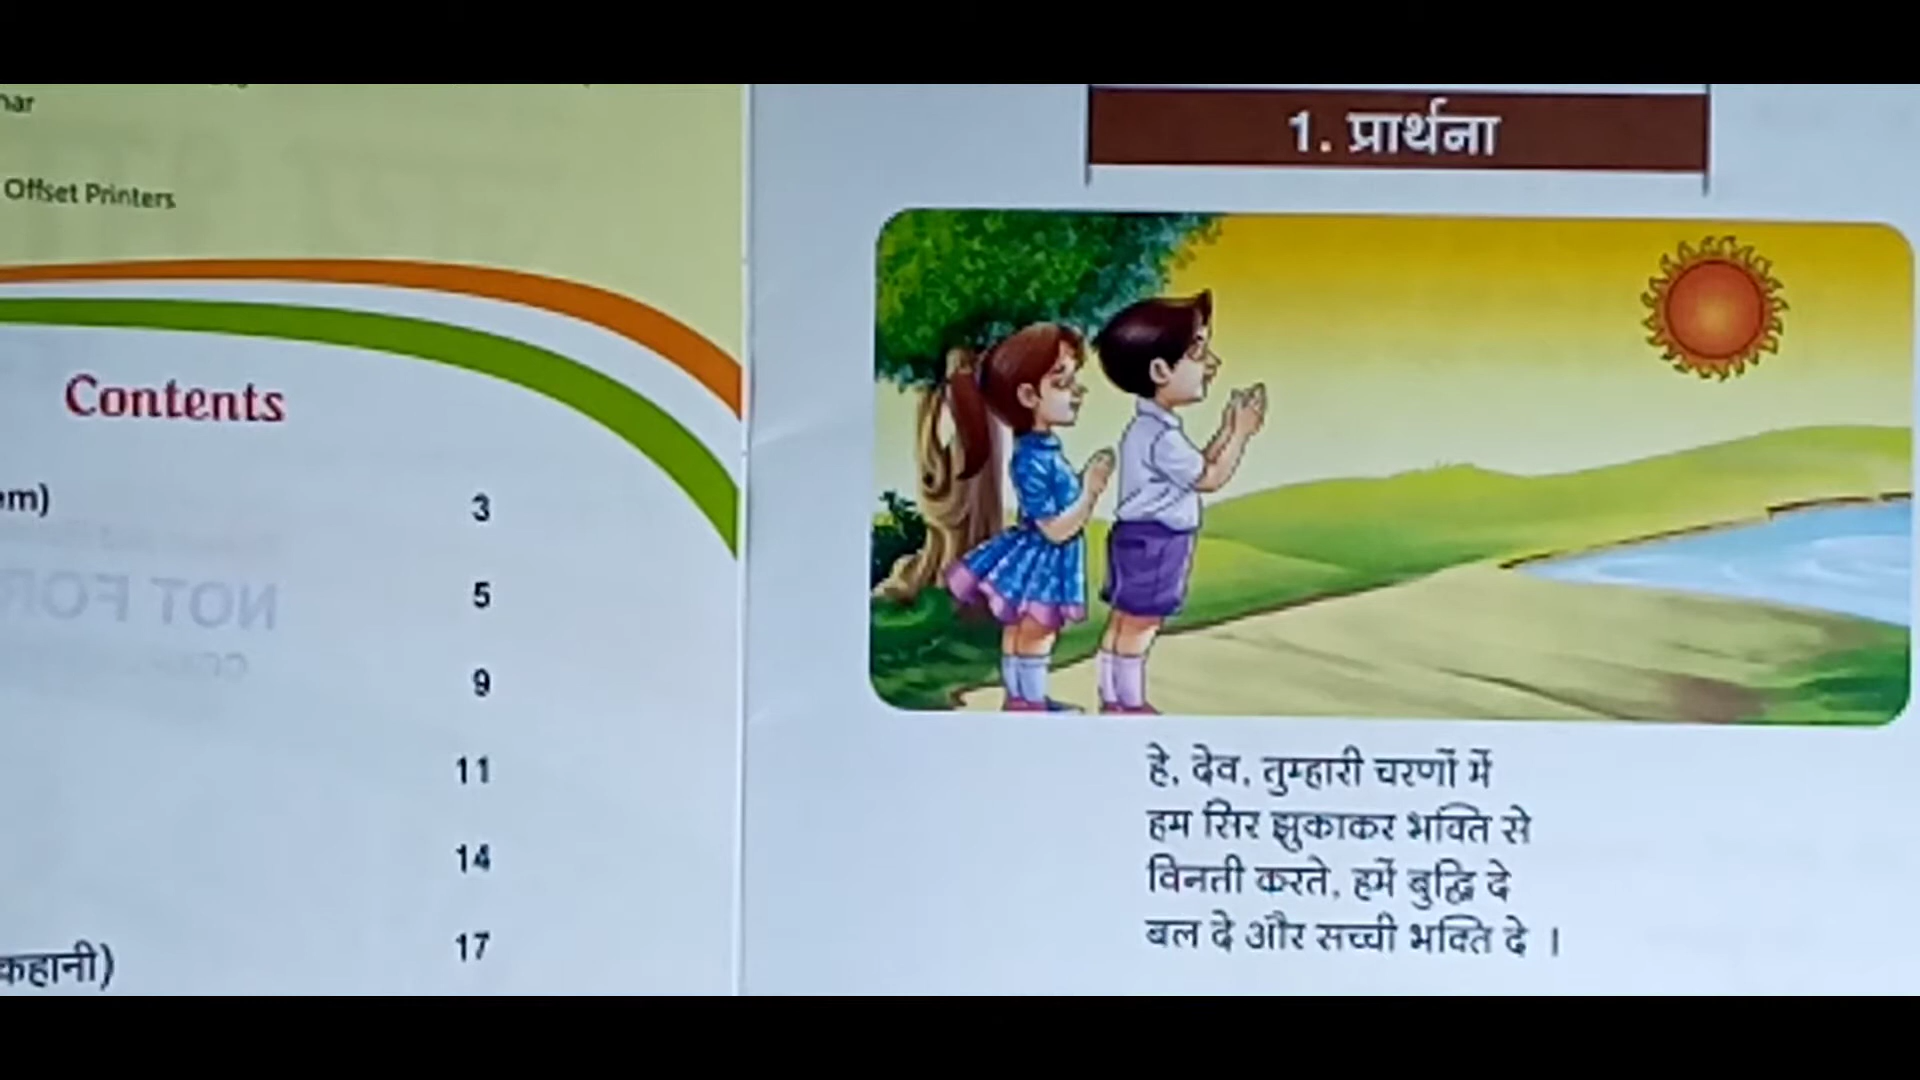 har
Offset Printers
Contents
3
5
9
11
14
कहानी)
17
1. प्रार्थना
हे, देव, तुम्हारी चरणों में
हम सिर झुकाकर भक्ति से
विनती करते, हमें बुद्धि दे
बल दे और सच्ची भक्ति दे ।